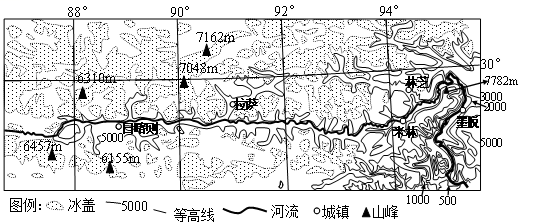 88° 90° 92° 94°
7162m
7048m
6310m
30°
7782m
林芝
3000
2000
拉萨
日喀则
5000
米林
墨脱
5000
6457m
6155m
1000 500
图例: 冰盖 5000 等高线 河流 城镇 山峰